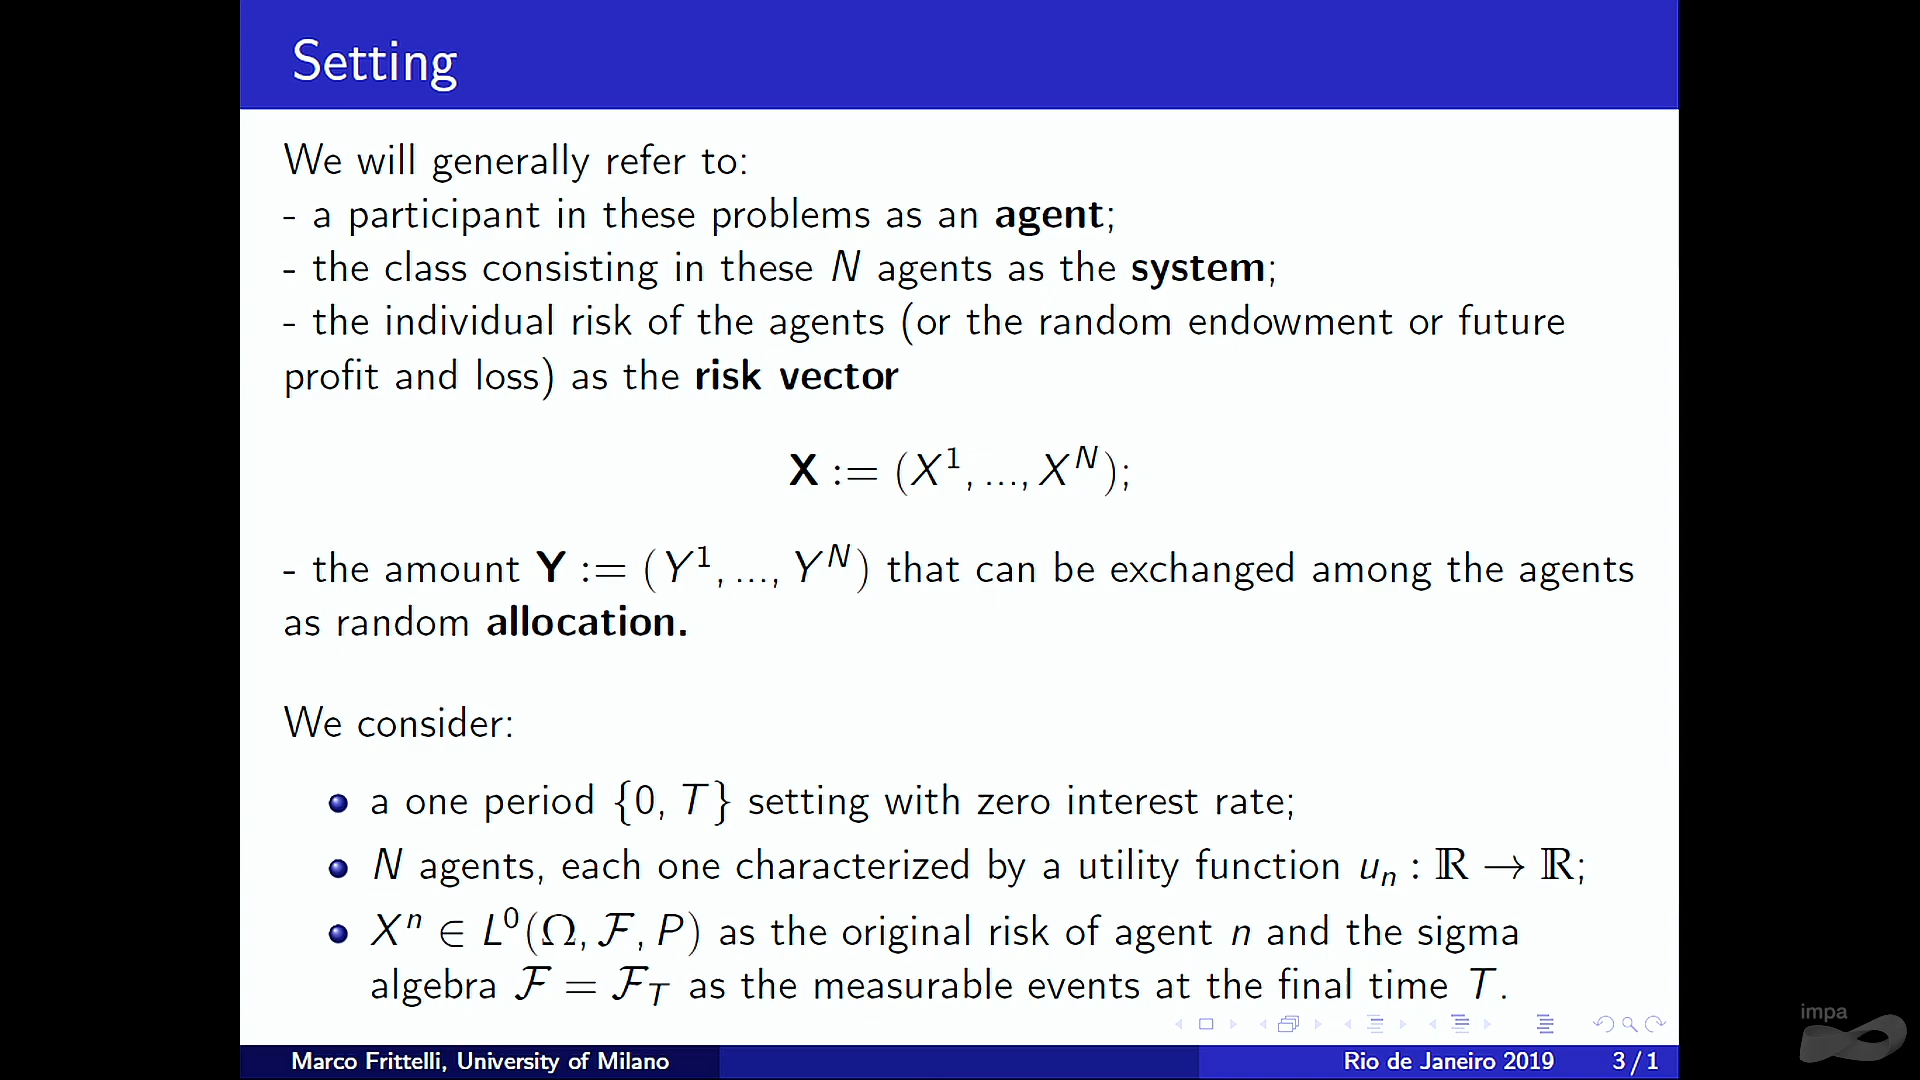 Setting
We will generally refer to:
- a participant in these problems as an agent;
- the class consisting in these N agents as the system;
- the individual risk of the agents (or the random endowment or future
profit and loss) as the risk vector
X := (X^1, ..., X^N);
- the amount Y := (Y^1, ..., Y^N) that can be exchanged among the agents
as random allocation.
We consider:
a one period {0, T} setting with zero interest rate;
N agents, each one characterized by a utility function u_n : ℝ → ℝ;
X^n ∈ L^0(Ω, ℱ, P) as the original risk of agent n and the sigma
algebra ℱ = ℱ_T as the measurable events at the final time T.
impa
Marco Frittelli, University of Milano Rio de Janeiro 2019 3 / 1